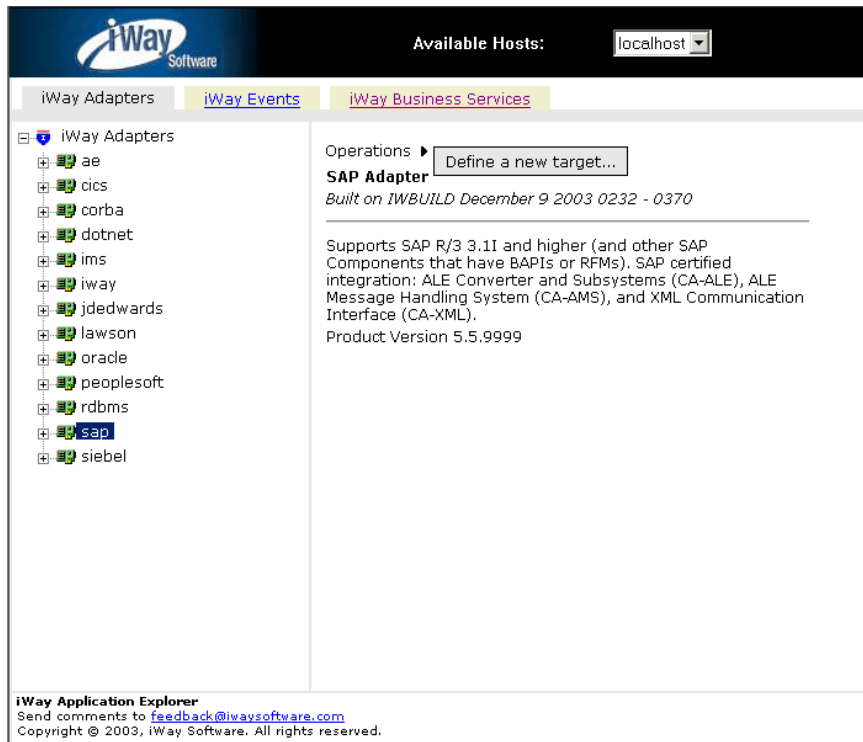 iWay
Software
Available Hosts:
localhost
iWay Adapters
iWay Events
iWay Business Services
iWay Adapters
ae
cics
corba
dotnet
ims
iway
jdedwards
lawson
oracle
peoplesoft
rdbms
sap
siebel
Operations
Define a new target...
SAP Adapter
Built on IWBUILD December 9 2003 0232 - 0370
Supports SAP R/3 3.1I and higher (and other SAP
Components that have BAPIs or RFMs). SAP certified
integration: ALE Converter and Subsystems (CA-ALE), ALE
Message Handling System (CA-AMS), and XML Communication
Interface (CA-XML).
Product Version 5.5.9999
iWay Application Explorer
Send comments to feedback@iwaysoftware.com
Copyright © 2003, iWay Software. All rights reserved.